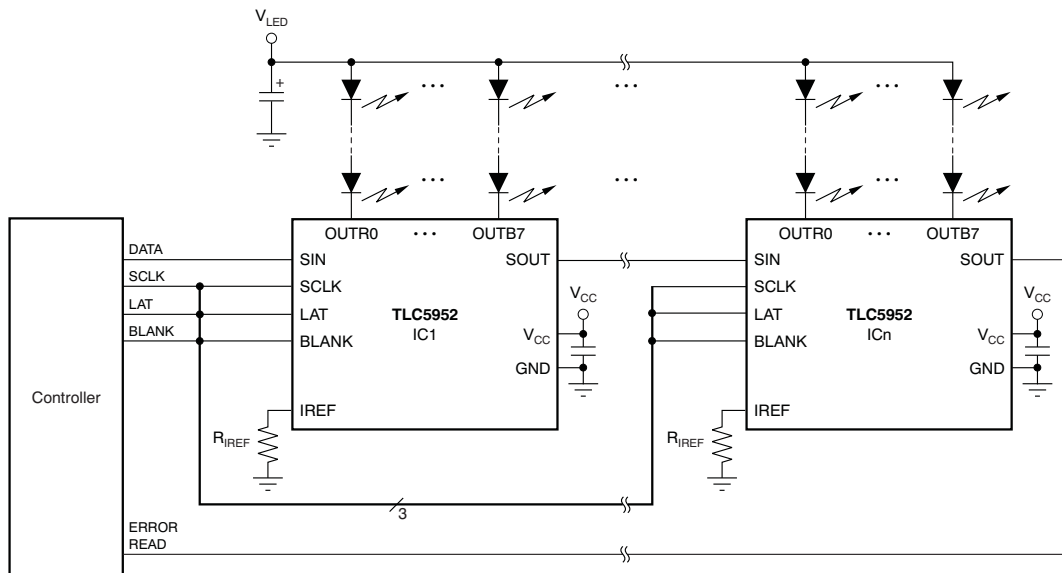 VLED
+
... ... ... ...
... ... ... ...
OUTR0 ... OUTB7
OUTR0 ... OUTB7
DATA
SCLK
LAT
BLANK
SIN
SOUT
SCLK
LAT
BLANK
TLC5952
IC1
VCC
VCC
GND
IREF
RIREF
SIN
SOUT
SCLK
LAT
BLANK
TLC5952
ICn
VCC
VCC
GND
IREF
RIREF
Controller
3
ERROR
READ